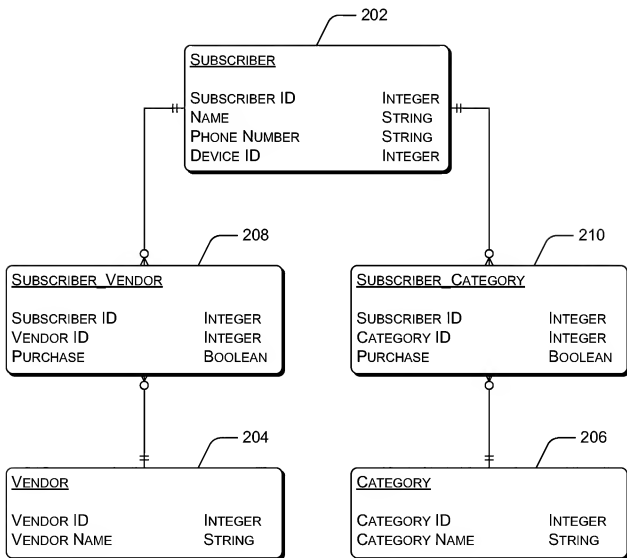 202
SUBSCRIBER
SUBSCRIBER ID INTEGER
NAME STRING
PHONE NUMBER STRING
DEVICE ID INTEGER
208
210
SUBSCRIBER_VENDOR
SUBSCRIBER ID INTEGER
VENDOR ID INTEGER
PURCHASE BOOLEAN
SUBSCRIBER_CATEGORY
SUBSCRIBER ID INTEGER
CATEGORY ID INTEGER
PURCHASE BOOLEAN
204
206
VENDOR
VENDOR ID INTEGER
VENDOR NAME STRING
CATEGORY
CATEGORY ID INTEGER
CATEGORY NAME STRING